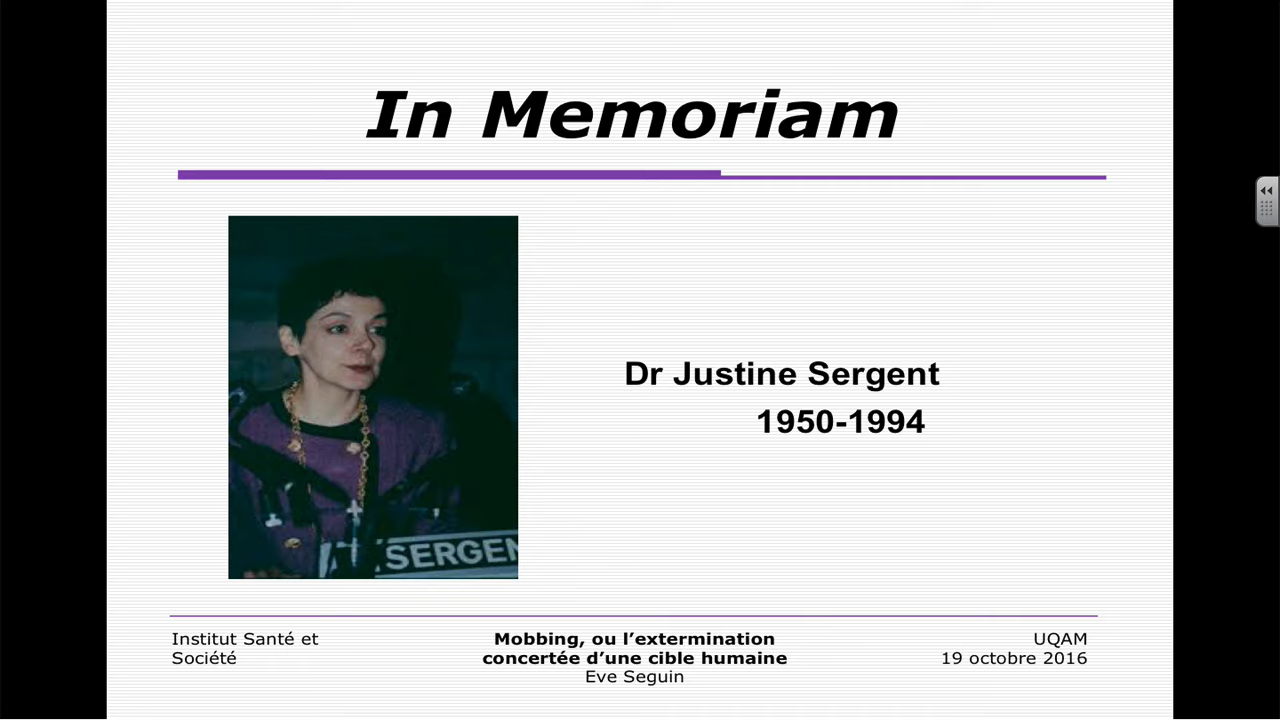 In Memoriam
Dr Justine Sergent
1950-1994
SERGEN
Institut Santé et
Société
Mobbing, ou l’extermination
concertée d’une cible humaine
Eve Seguin
UQAM
19 octobre 2016